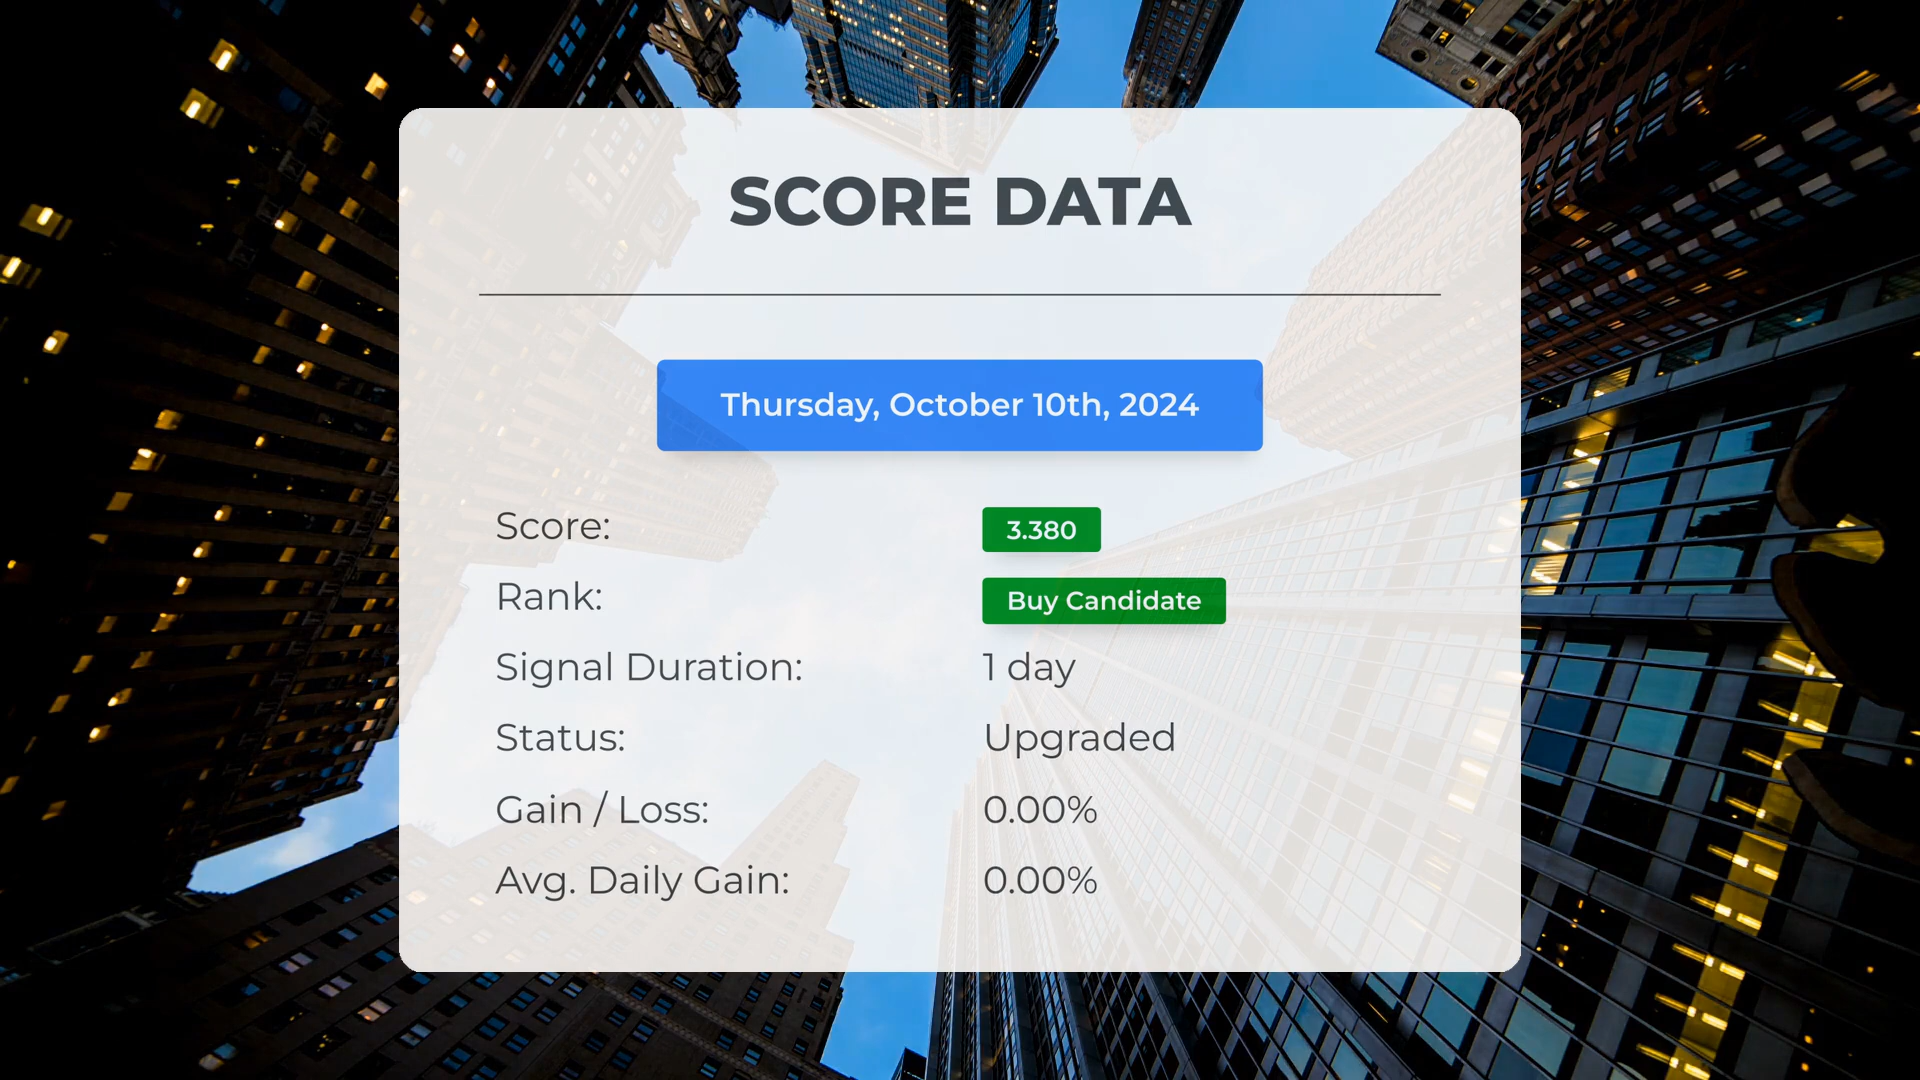 SCORE DATA
Thursday, October 10th, 2024
Score: 3.380
Rank: Buy Candidate
Signal Duration: 1 day
Status: Upgraded
Gain / Loss: 0.00%
Avg. Daily Gain: 0.00%